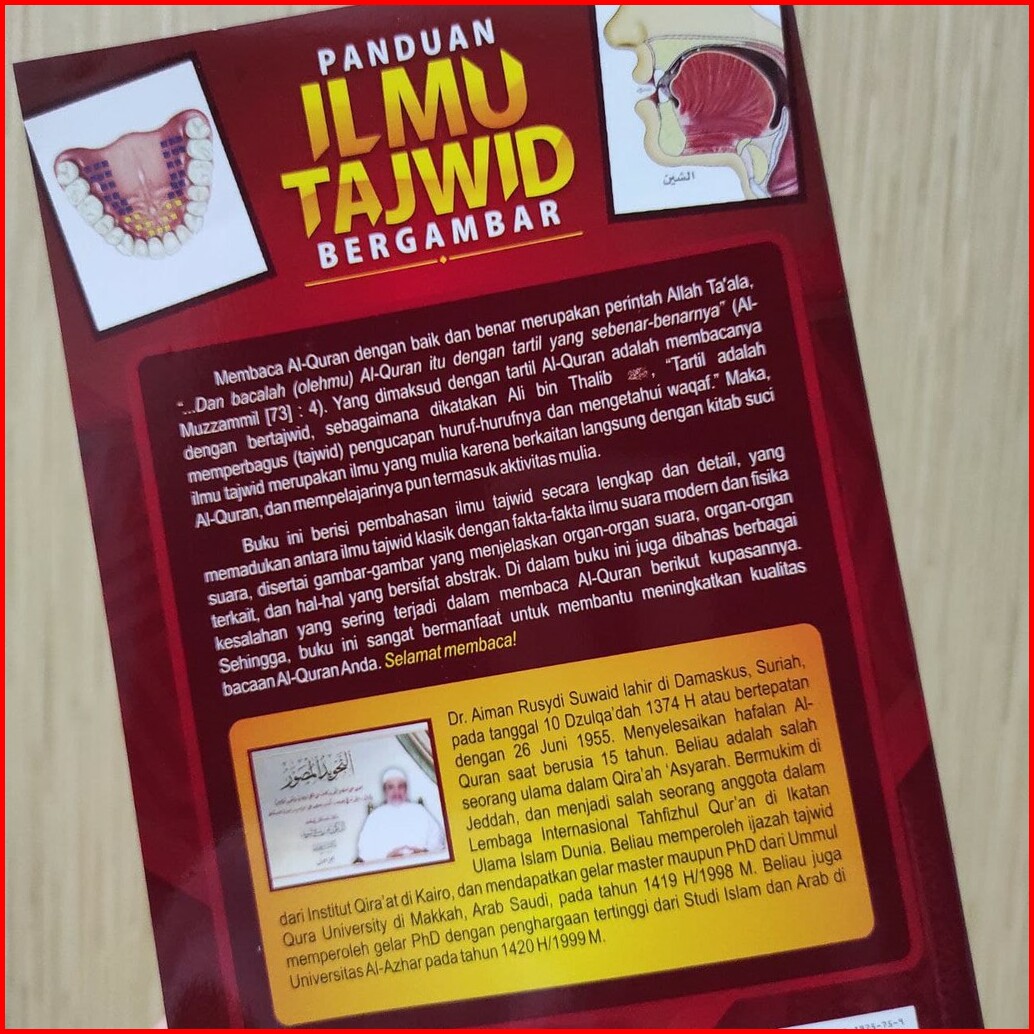 PANDUAN
ILMU
TAJWID
BERGAMBAR
الشين
Membaca Al-Quran dengan baik dan benar merupakan perintah Allah Ta'ala,
"...Dan bacalah (olehmu) Al-Quran itu dengan tartil yang sebenar-benarnya" (Al-
Muzzammil [73] : 4). Yang dimaksud dengan tartil Al-Quran adalah membacanya
dengan bertajwid, sebagaimana dikatakan Ali bin Thalib , "Tartil adalah
memperbagus (tajwid) pengucapan huruf-hurufnya dan mengetahui waqaf." Maka,
ilmu tajwid merupakan ilmu yang mulia karena berkaitan langsung dengan kitab suci
Al-Quran, dan mempelajarinya pun termasuk aktivitas mulia.
Buku ini berisi pembahasan ilmu tajwid secara lengkap dan detail, yang
memadukan antara ilmu tajwid klasik dengan fakta-fakta ilmu suara modern dan fisika
suara, disertai gambar-gambar yang menjelaskan organ-organ suara, organ-organ
terkait, dan hal-hal yang bersifat abstrak. Di dalam buku ini juga dibahas berbagai
kesalahan yang sering terjadi dalam membaca Al-Quran berikut kupasannya.
Sehingga, buku ini sangat bermanfaat untuk membantu meningkatkan kualitas
bacaan Al-Quran Anda. Selamat membaca!
التجويد المصور
Dr. Aiman Rusydi Suwaid lahir di Damaskus, Suriah,
pada tanggal 10 Dzulqa'dah 1374 H atau bertepatan
dengan 26 Juni 1955. Menyelesaikan hafalan Al-
Quran saat berusia 15 tahun. Beliau adalah salah
seorang ulama dalam Qira'ah 'Asyarah. Bermukim di
Jeddah, dan menjadi salah seorang anggota dalam
Lembaga Internasional Tahfizhul Qur'an di Ikatan
Ulama Islam Dunia. Beliau memperoleh ijazah tajwid
dari Institut Qira'at di Kairo, dan mendapatkan gelar master maupun PhD dari Ummul
Qura University di Makkah, Arab Saudi, pada tahun 1419 H/1998 M. Beliau juga
memperoleh gelar PhD dengan penghargaan tertinggi dari Studi Islam dan Arab di
Universitas Al-Azhar pada tahun 1420 H/1999 M.